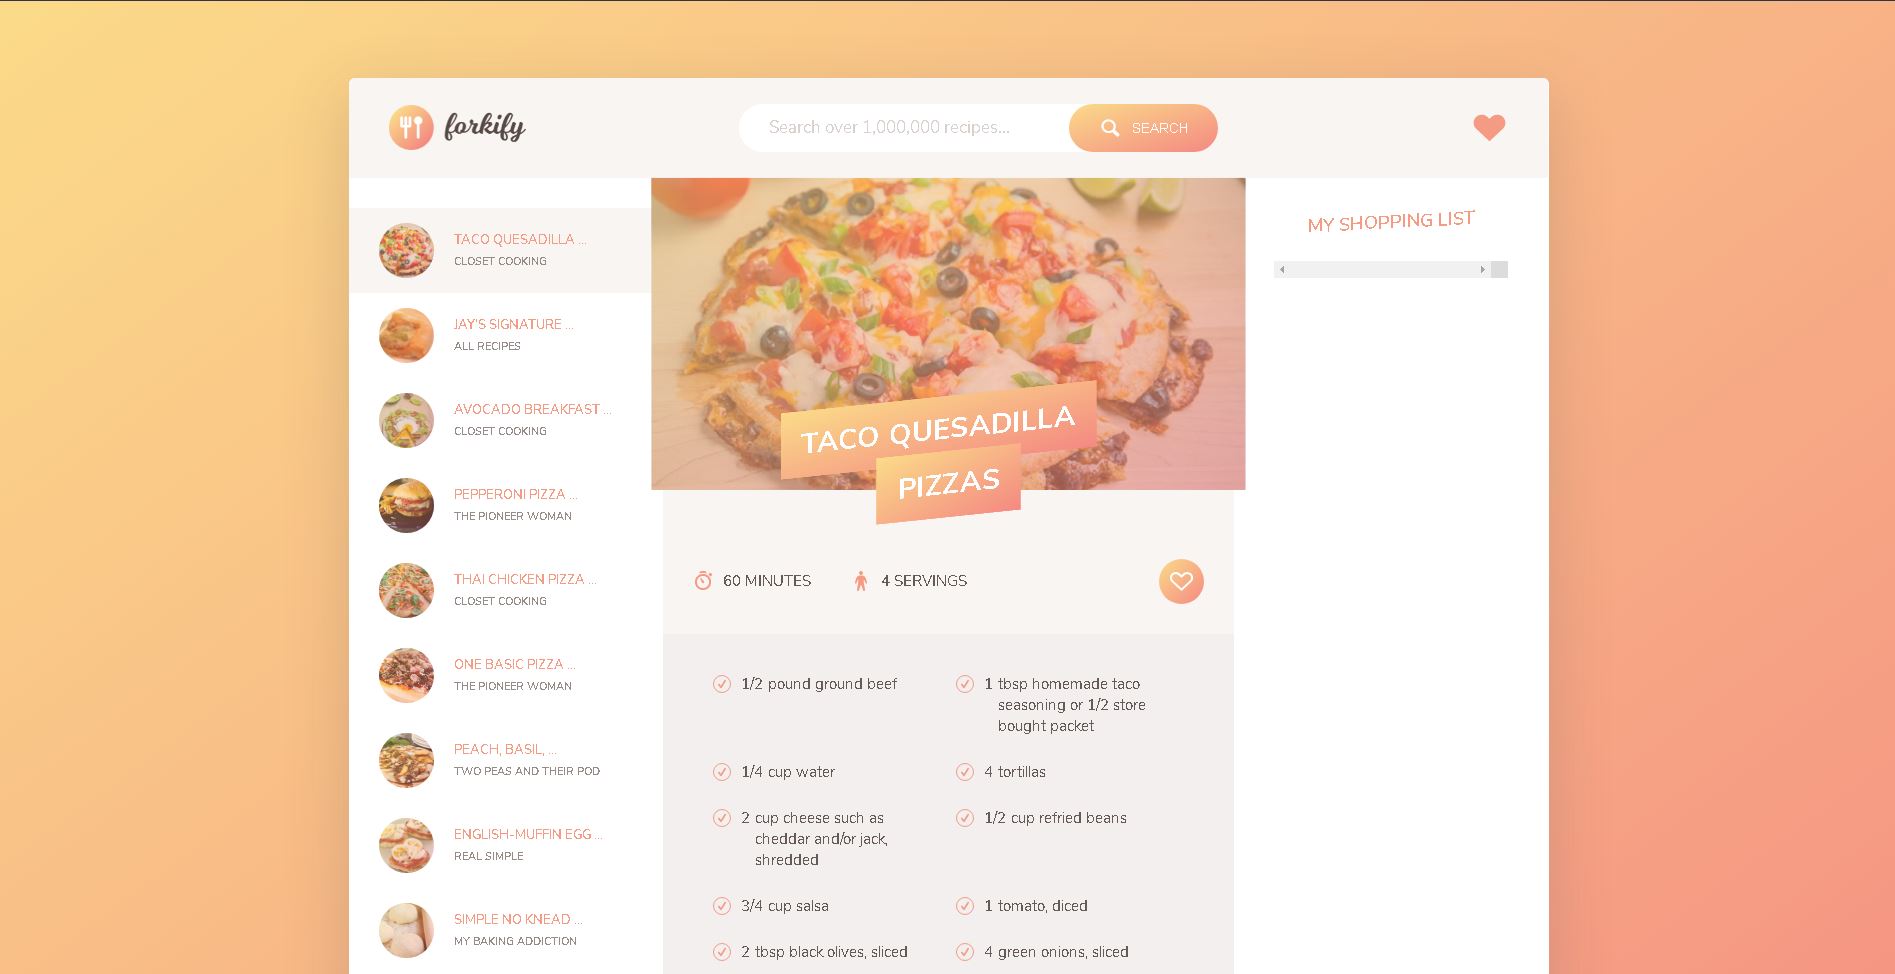 forkify
Search over 1,000,000 recipes...
SEARCH
TACO QUESADILLA ...
CLOSET COOKING
JAY'S SIGNATURE ...
ALL RECIPES
AVOCADO BREAKFAST ...
CLOSET COOKING
PEPPERONI PIZZA ...
THE PIONEER WOMAN
THAI CHICKEN PIZZA ...
CLOSET COOKING
ONE BASIC PIZZA ...
THE PIONEER WOMAN
PEACH, BASIL, ...
TWO PEAS AND THEIR POD
ENGLISH-MUFFIN EGG ...
REAL SIMPLE
SIMPLE NO KNEAD ...
MY BAKING ADDICTION
TACO QUESADILLA
PIZZAS
60 MINUTES
4 SERVINGS
1/2 pound ground beef
1 tbsp homemade taco
seasoning or 1/2 store
bought packet
1/4 cup water
4 tortillas
2 cup cheese such as
cheddar and/or jack,
shredded
1/2 cup refried beans
3/4 cup salsa
1 tomato, diced
2 tbsp black olives, sliced
4 green onions, sliced
MY SHOPPING LIST